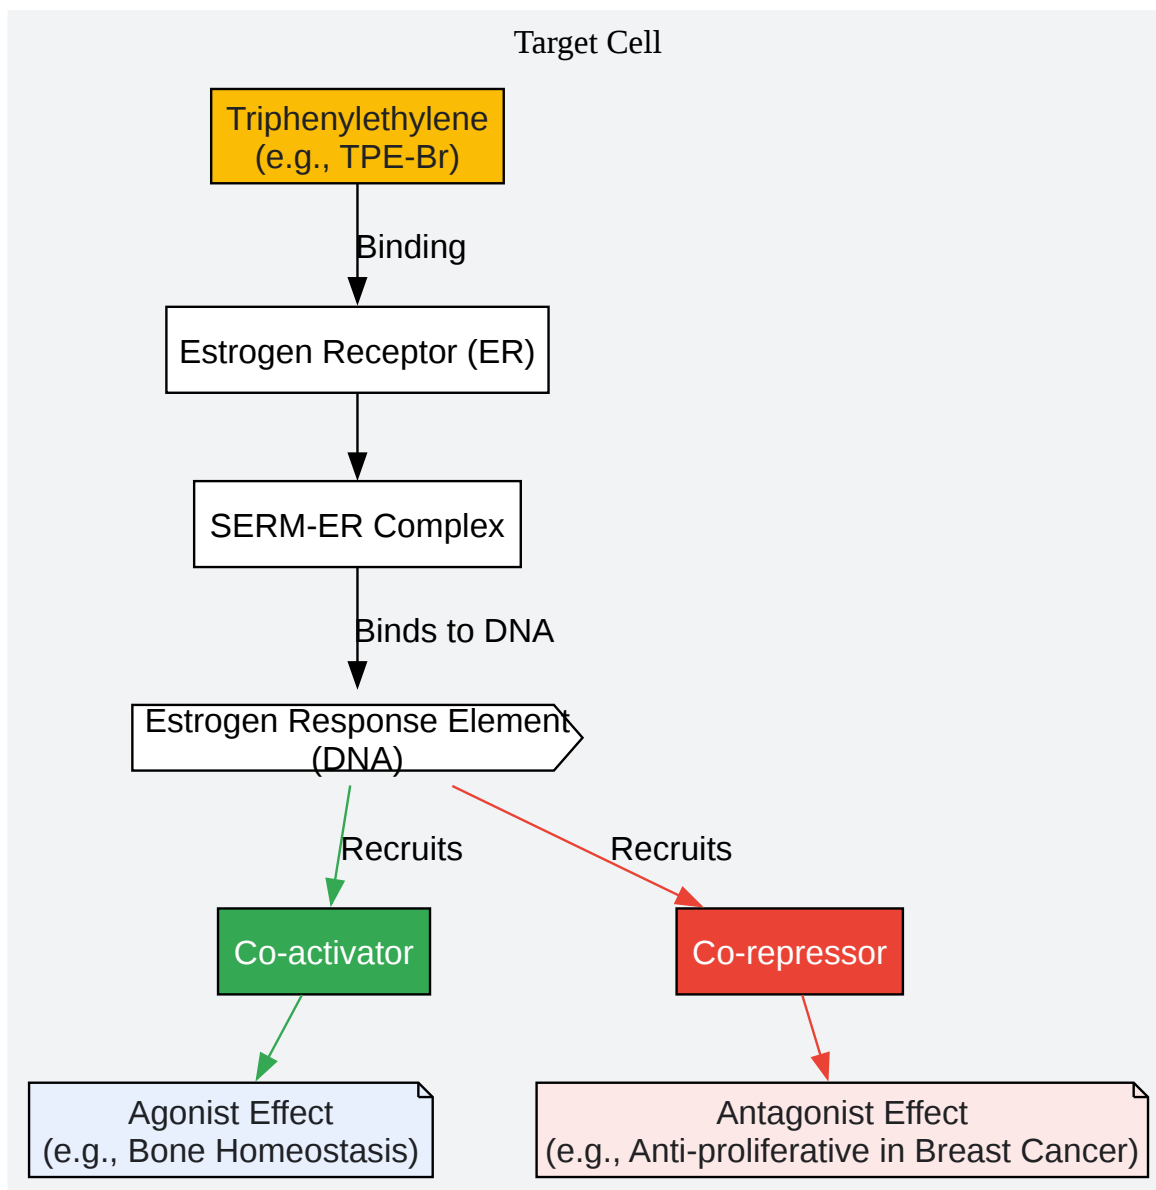 Target Cell
Triphenylethylene
(e.g., TPE-Br)
Binding
Estrogen Receptor (ER)
SERM-ER Complex
Binds to DNA
Estrogen Response Element
(DNA)
Recruits
Recruits
Co-activator
Co-repressor
Agonist Effect
(e.g., Bone Homeostasis)
Antagonist Effect
(e.g., Anti-proliferative in Breast Cancer)